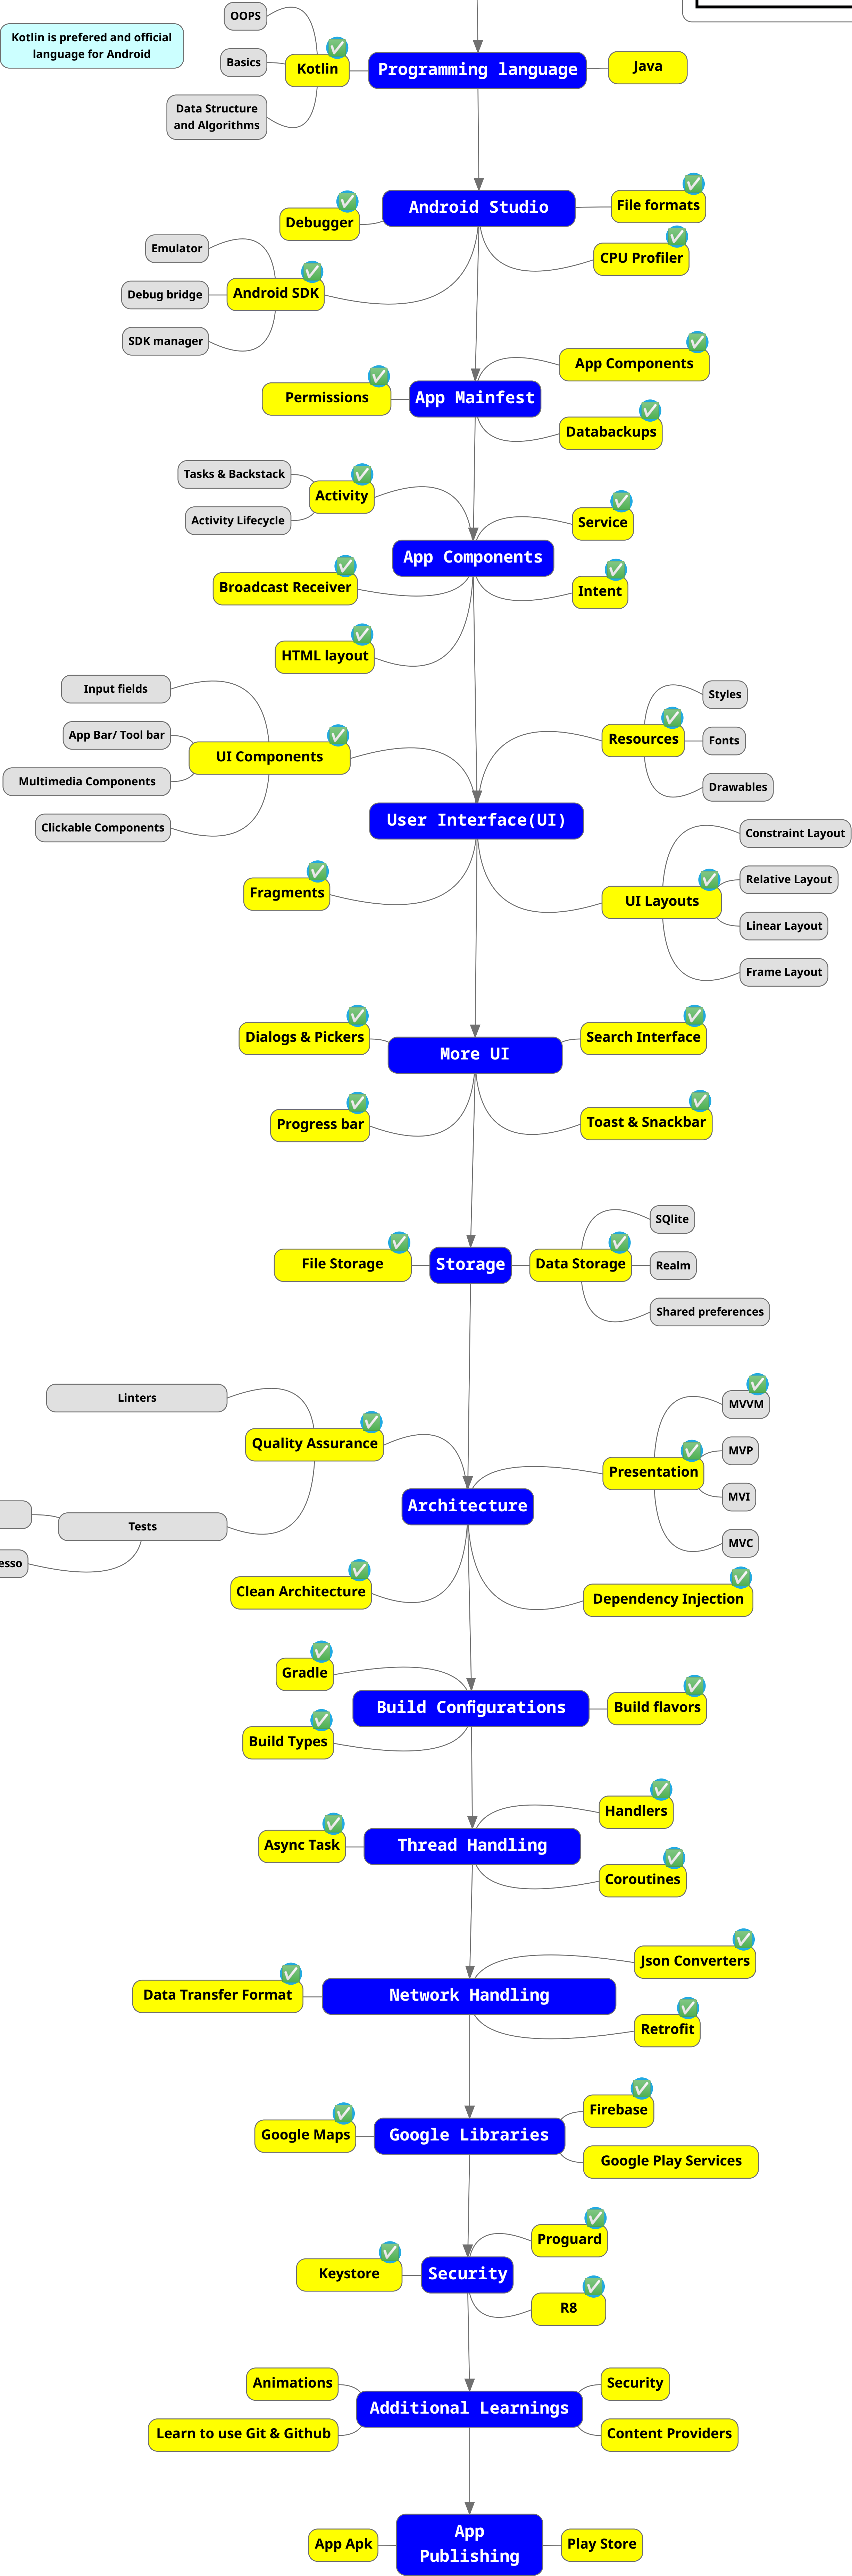 OOPS
Kotlin is prefered and official
language for Android
Basics
Kotlin
Programming language
Java
Data Structure
and Algorithms
Android Studio
File formats
Debugger
Emulator
CPU Profiler
Android SDK
Debug bridge
SDK manager
App Components
Permissions
App Mainfest
Databackups
Tasks & Backstack
Activity
Activity Lifecycle
Service
App Components
Broadcast Receiver
Intent
HTML layout
Input fields
Styles
App Bar/ Tool bar
UI Components
Resources
Fonts
Multimedia Components
Drawables
Clickable Components
User Interface(UI)
Constraint Layout
Fragments
Relative Layout
UI Layouts
Linear Layout
Frame Layout
Dialogs & Pickers
Search Interface
More UI
Progress bar
Toast & Snackbar
SQlite
File Storage
Storage
Data Storage
Realm
Shared preferences
Linters
MVVM
Quality Assurance
MVP
Presentation
MVI
Architecture
Tests
MVC
esso
Clean Architecture
Dependency Injection
Gradle
Build Configurations
Build flavors
Build Types
Handlers
Async Task
Thread Handling
Coroutines
Json Converters
Data Transfer Format
Network Handling
Retrofit
Firebase
Google Maps
Google Libraries
Google Play Services
Proguard
Keystore
Security
R8
Animations
Security
Additional Learnings
Learn to use Git & Github
Content Providers
App
Publishing
App Apk
Play Store